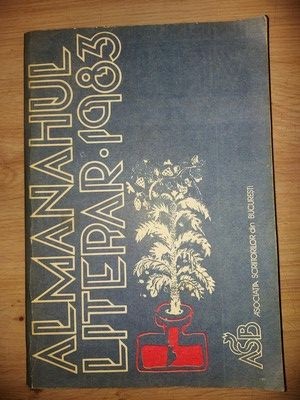 ALMANAHUL
LITERAR·1983
ASB
ASOCIAȚIA SCRIITORILOR din BUCUREȘTI